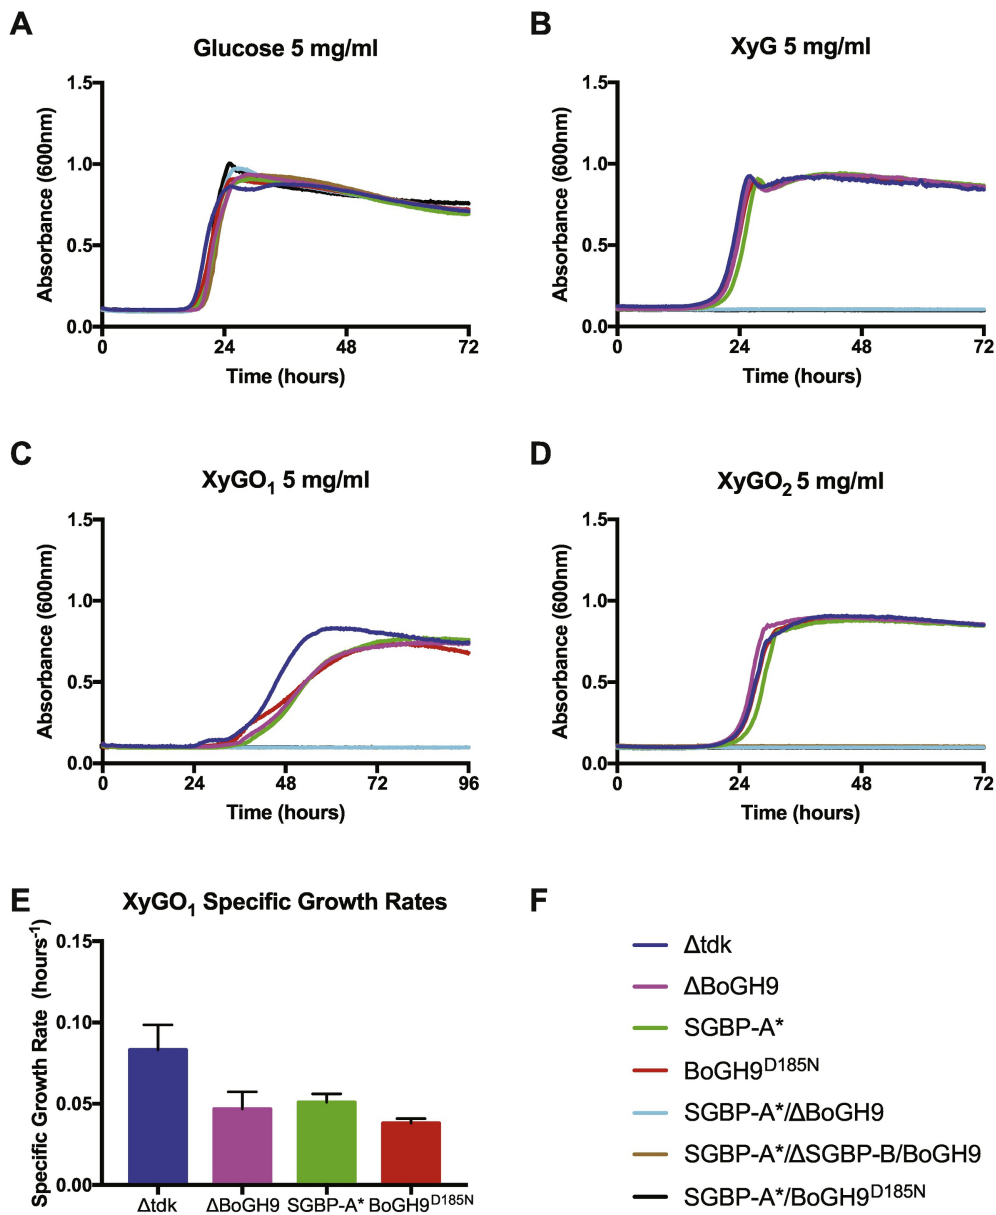 A
Glucose 5 mg/ml
Absorbance (600nm)
1.5
1.0
0.5
0.0
0 24 48 72
Time (hours)
B
XyG 5 mg/ml
Absorbance (600nm)
1.5
1.0
0.5
0.0
0 24 48 72
Time (hours)
C
XyGO1 5 mg/ml
Absorbance (600nm)
1.5
1.0
0.5
0.0
0 24 48 72 96
Time (hours)
D
XyGO2 5 mg/ml
Absorbance (600nm)
1.5
1.0
0.5
0.0
0 24 48 72
Time (hours)
E
XyGO1 Specific Growth Rates
Specific Growth Rate (hours-1)
0.15
0.10
0.05
0.00
Δtdk ΔBoGH9 SGBP-A* BoGH9D185N
F
Δtdk
ΔBoGH9
SGBP-A*
BoGH9D185N
SGBP-A*/ΔBoGH9
SGBP-A*/ΔSGBP-B/BoGH9
SGBP-A*/BoGH9D185N